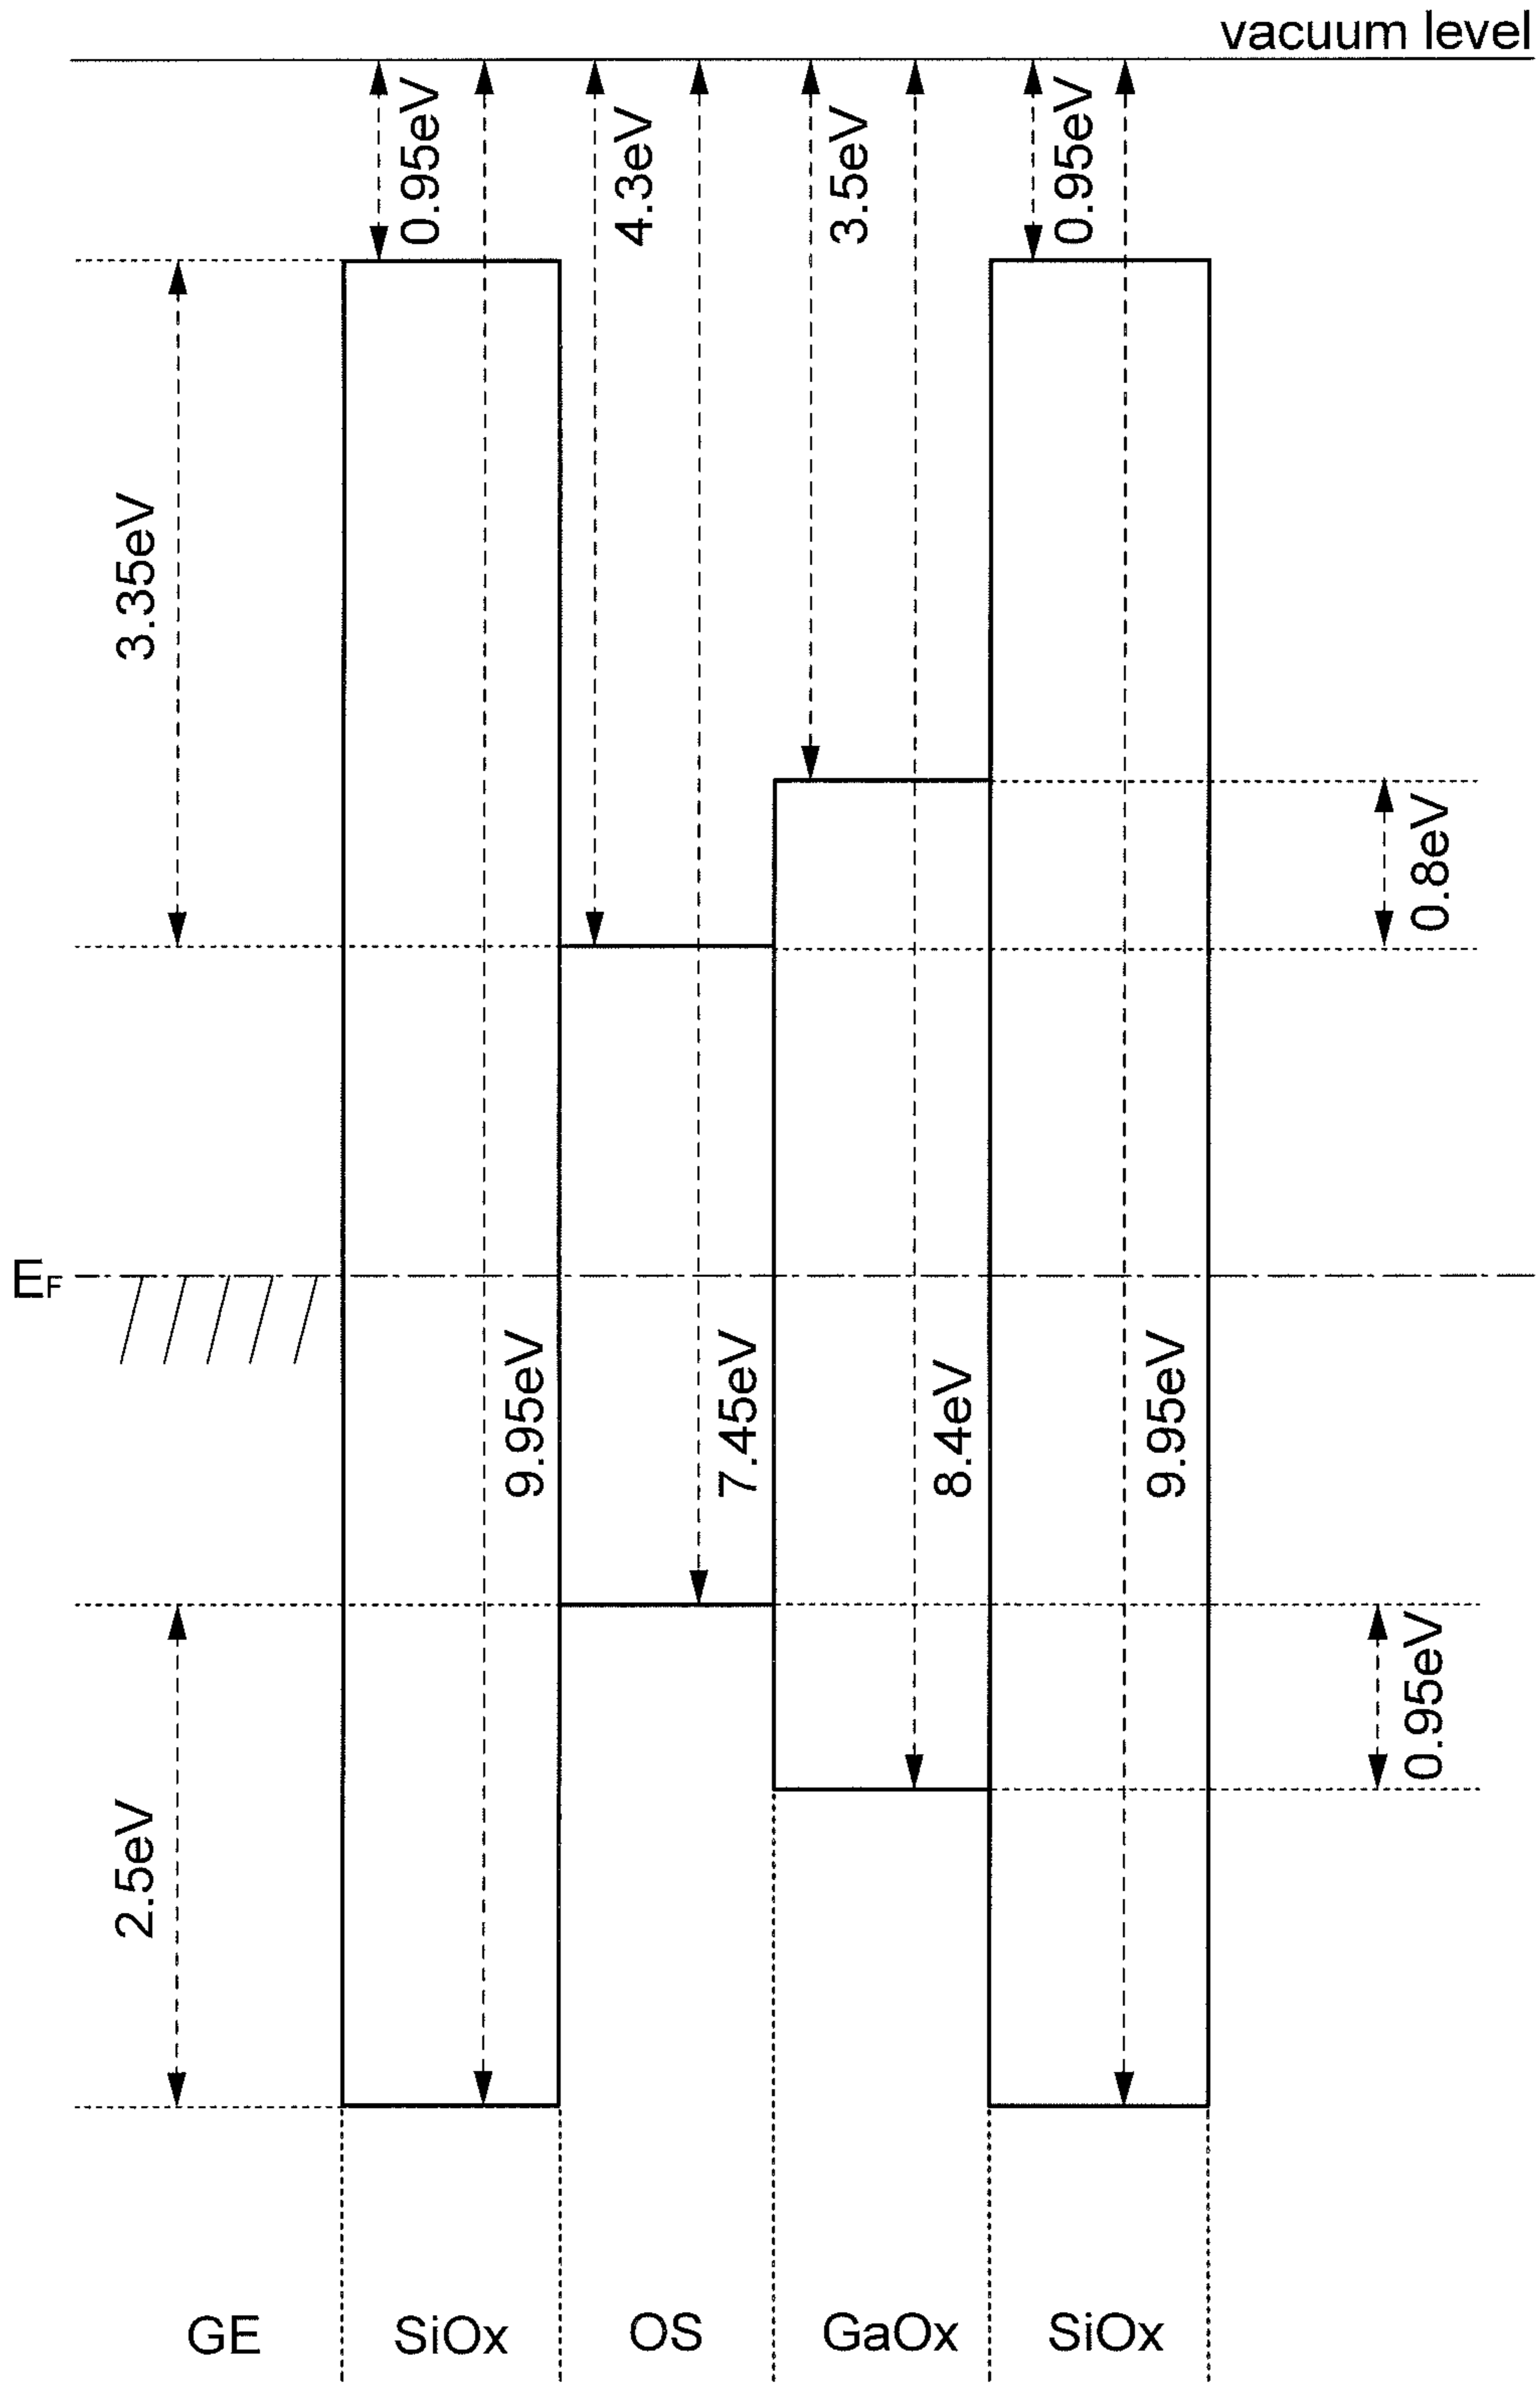 vacuum level
0.95eV
4.3eV
3.5eV
0.95eV
3.35eV
0.8eV
EF
9.95eV
7.45eV
8.4eV
9.95eV
0.95eV
2.5eV
GE
SiOx
OS
GaOx
SiOx